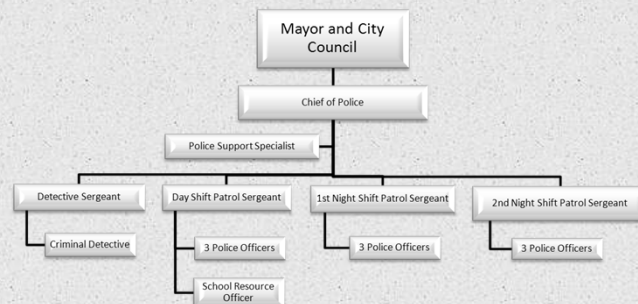 Mayor and City
Council
Chief of Police
Police Support Specialist
Detective Sergeant
Day Shift Patrol Sergeant
1st Night Shift Patrol Sergeant
2nd Night Shift Patrol Sergeant
Criminal Detective
3 Police Officers
3 Police Officers
3 Police Officers
School Resource
Officer